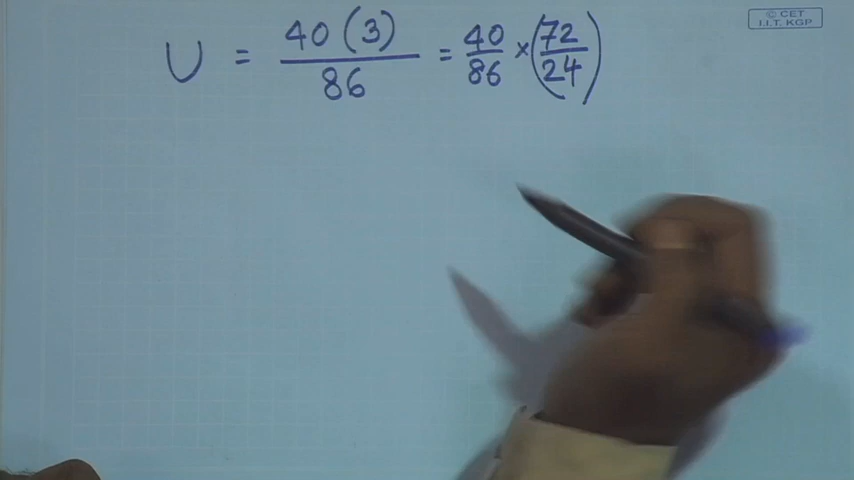 © CET
I.I.T. KGP
U = 40 (3) / 86 = 40/86 × (72/24)